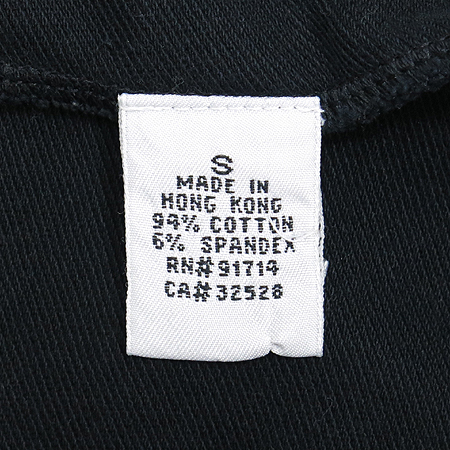 S
MADE IN
HONG KONG
94% COTTON
6% SPANDEX
RN# 91714
CA# 32528